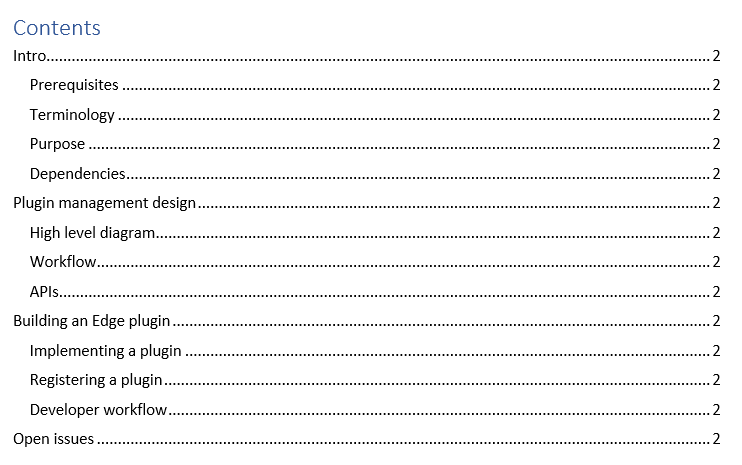 Contents
Intro.......... 2
Prerequisites .......... 2
Terminology .......... 2
Purpose .......... 2
Dependencies.......... 2
Plugin management design.......... 2
High level diagram.......... 2
Workflow.......... 2
APIs.......... 2
Building an Edge plugin .......... 2
Implementing a plugin .......... 2
Registering a plugin.......... 2
Developer workflow.......... 2
Open issues .......... 2